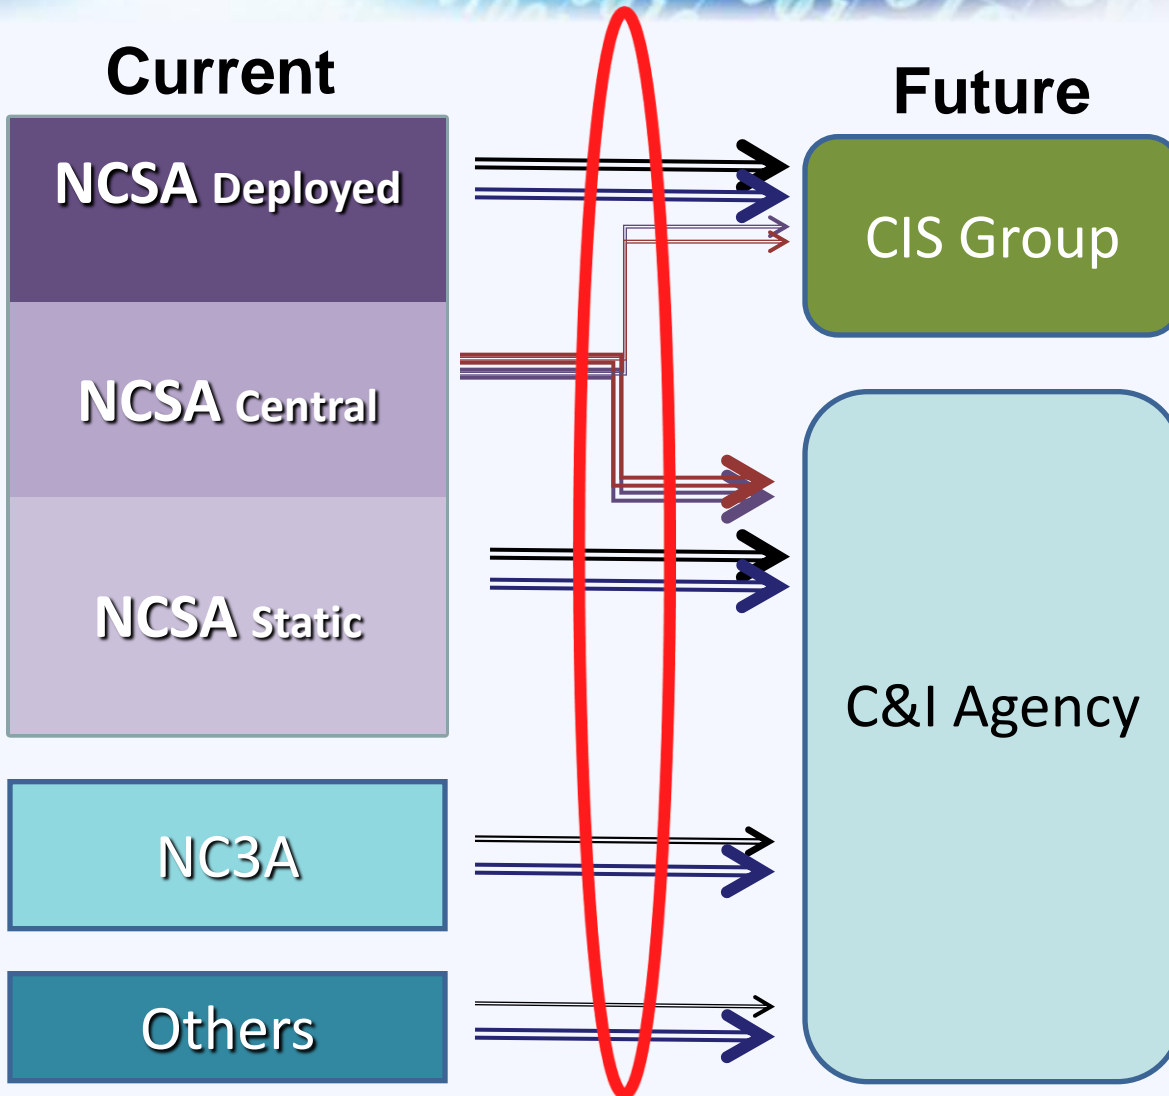 Current
Future
NCSA Deployed
CIS Group
NCSA Central
NCSA Static
C&I Agency
NC3A
Others